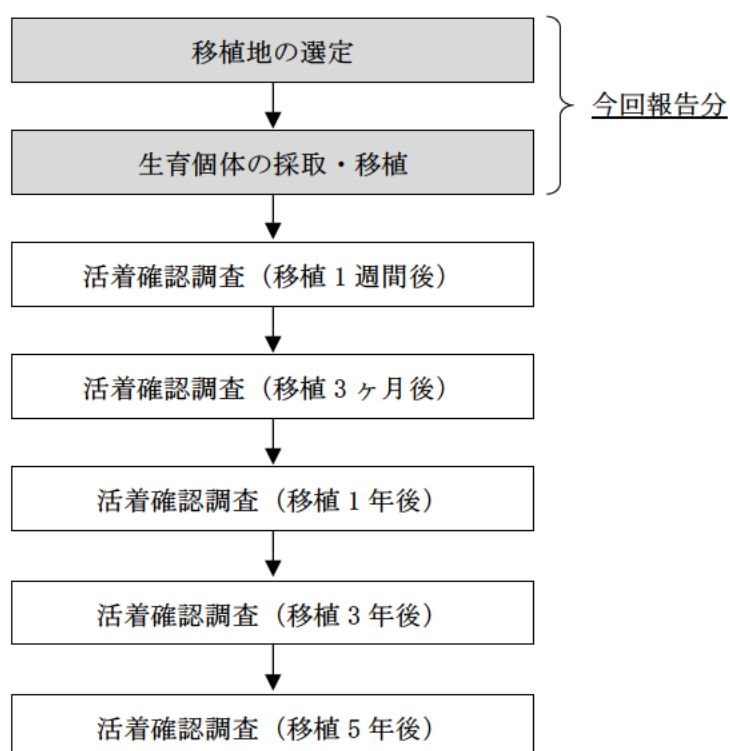 移植地の選定
今回報告分
生育個体の採取・移植
活着確認調査（移植1週間後）
活着確認調査（移植3ヶ月後）
活着確認調査（移植1年後）
活着確認調査（移植3年後）
活着確認調査（移植5年後）